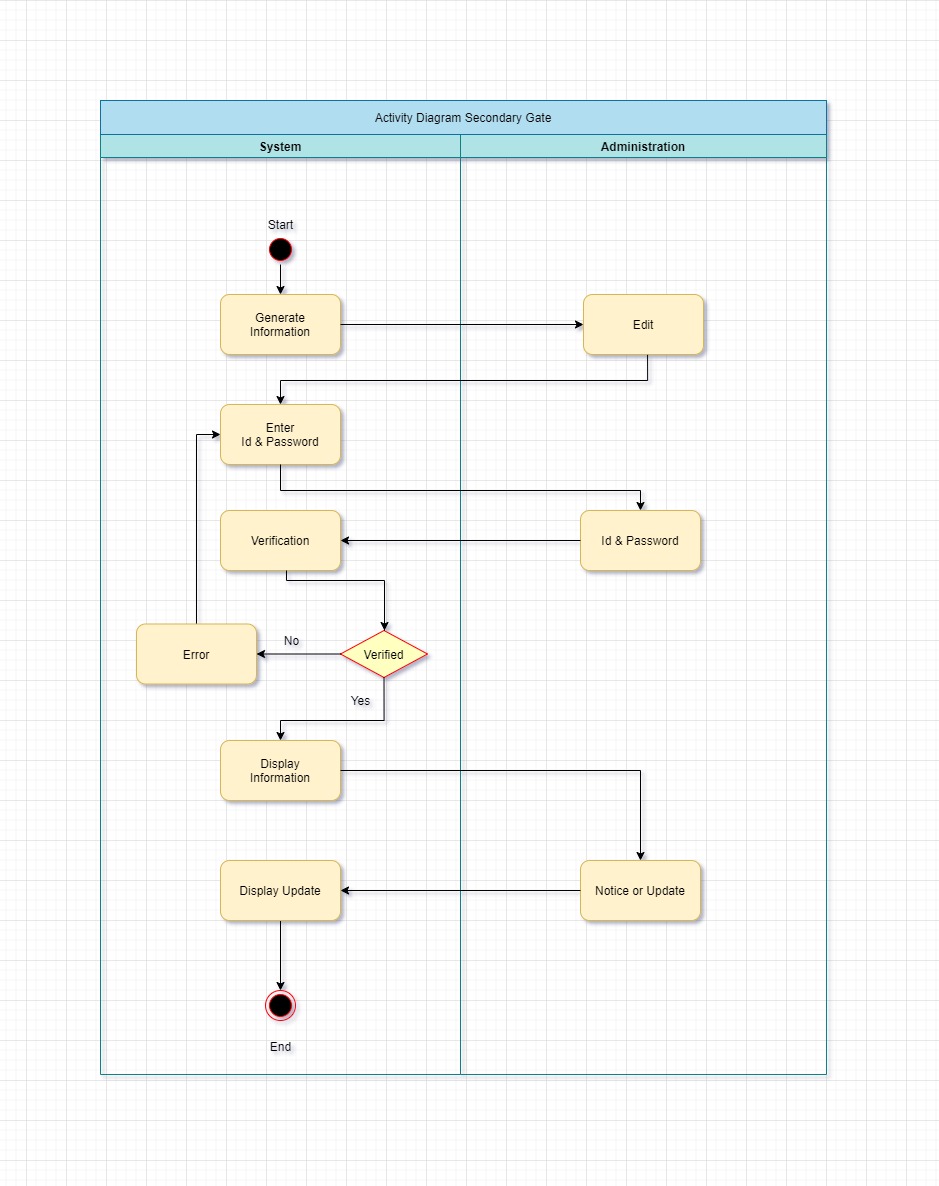 Activity Diagram Secondary Gate
System
Administration
Start
Generate
Information
Edit
Enter
Id & Password
Verification
Id & Password
Error
No
Verified
Yes
Display
Information
Display Update
Notice or Update
End